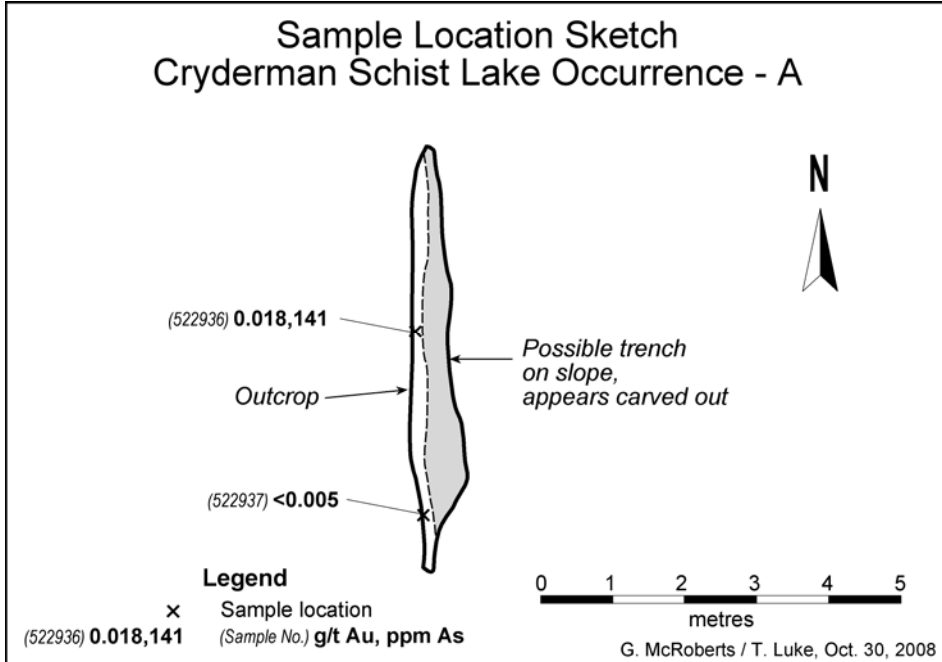 Sample Location Sketch
Cryderman Schist Lake Occurrence - A
N
(522936) 0.018,141
Possible trench
on slope,
appears carved out
Outcrop
(522937) <0.005
Legend
× Sample location
(522936) 0.018,141 (Sample No.) g/t Au, ppm As
0 1 2 3 4 5
metres
G. McRoberts / T. Luke, Oct. 30, 2008